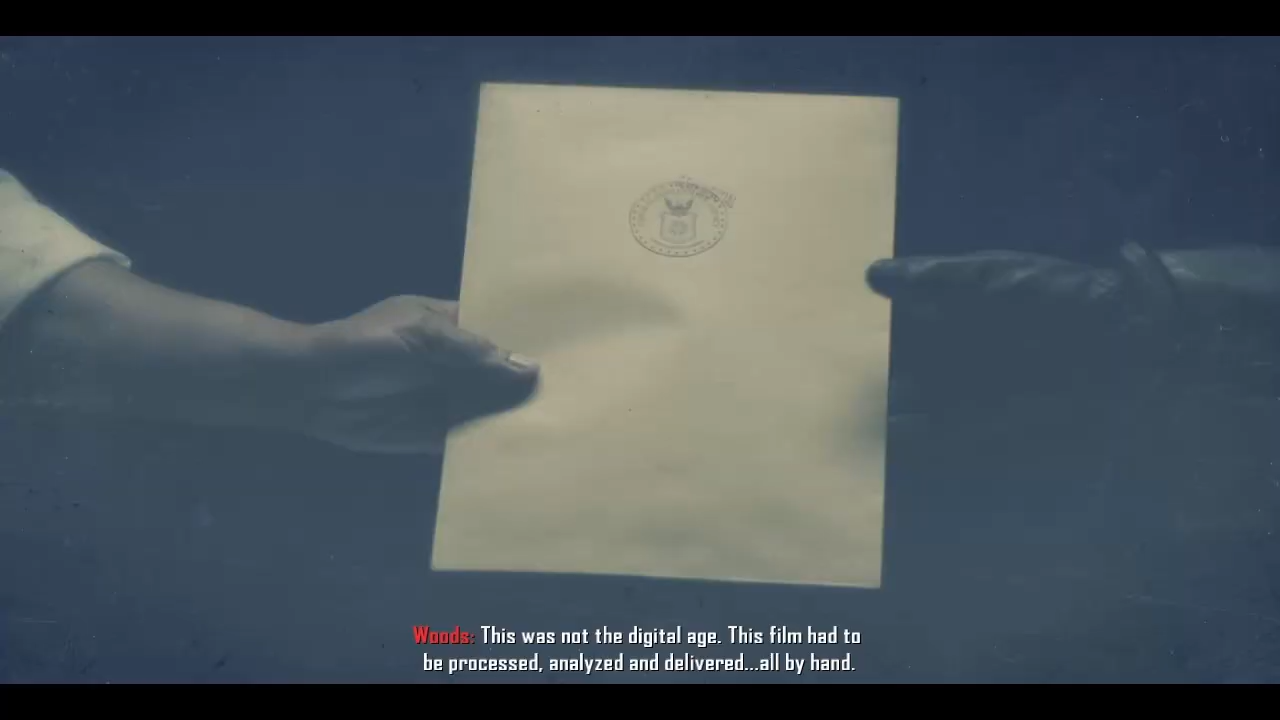 Woods: This was not the digital age. This film had to
be processed, analyzed and delivered...all by hand.